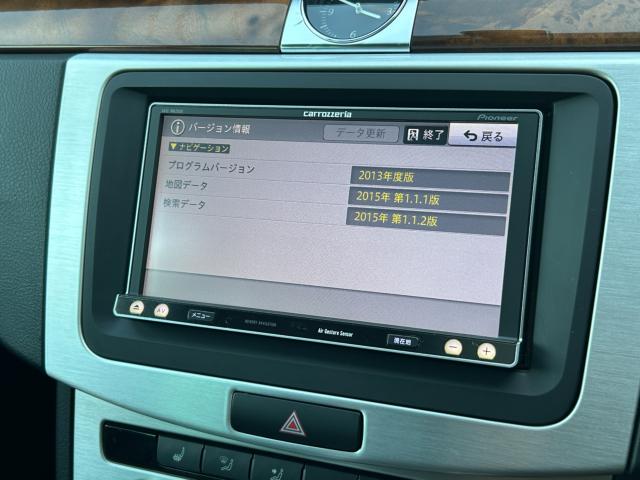 carrozzeria
Pioneer
バージョン情報
データ更新
終了
戻る
▼ナビゲーション
プログラムバージョン 2013年度版
地図データ 2015年 第1.1.1版
検索データ 2015年 第1.1.2版
AV
メニュー
MEMORY NAVIGATION
Air Gesture Sensor
現在地